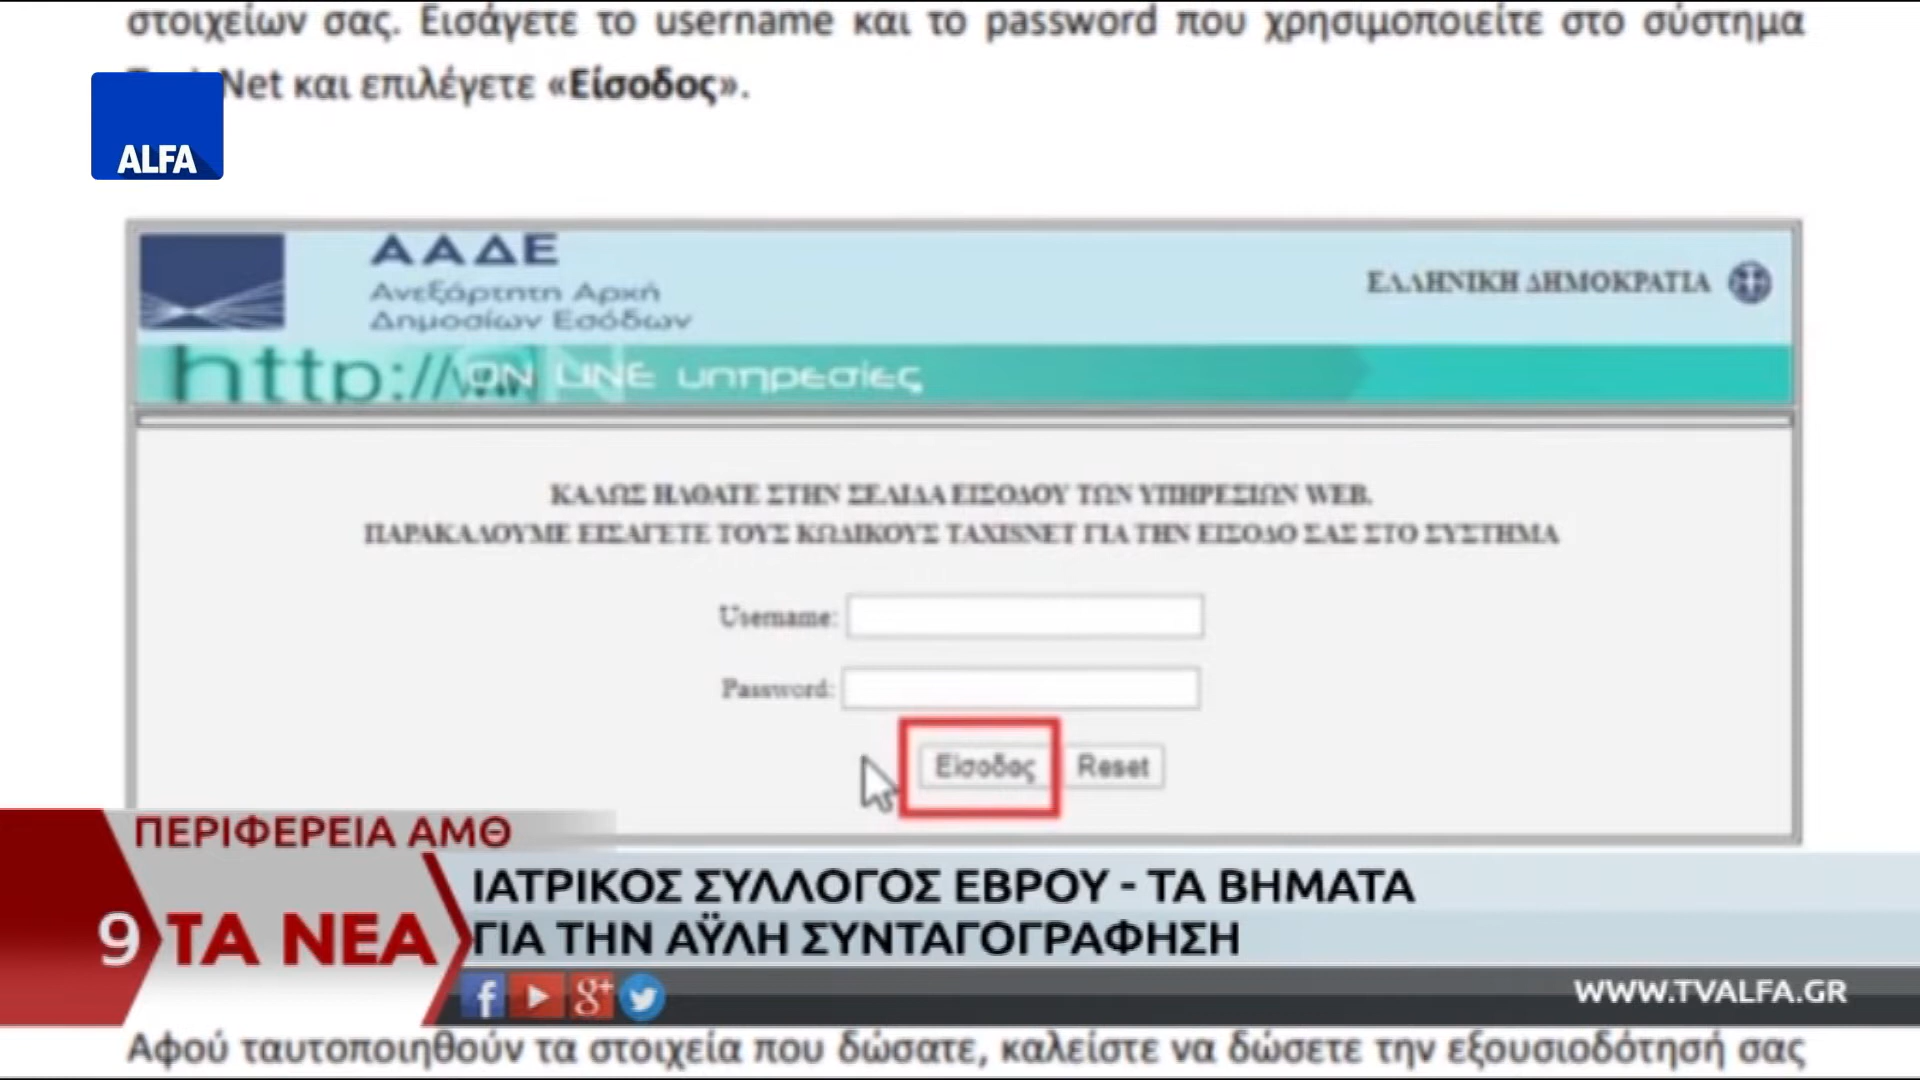 στοιχείων σας. Εισάγετε το username και το password που χρησιμοποιείτε στο σύστημα
Net και επιλέγετε «Είσοδος».
ALFA
ΑΑΔΕ
Ανεξάρτητη Αρχή
Δημοσίων Εσόδων
ΕΛΛΗΝΙΚΗ ΔΗΜΟΚΡΑΤΙΑ
http://
ON LINE υπηρεσίες
ΚΑΛΩΣ ΗΛΘΑΤΕ ΣΤΗΝ ΣΕΛΙΔΑ ΕΙΣΟΔΟΥ ΤΩΝ ΥΠΗΡΕΣΙΩΝ WEB.
ΠΑΡΑΚΑΛΟΥΜΕ ΕΙΣΑΓΕΤΕ ΤΟΥΣ ΚΩΔΙΚΟΥΣ TAXISNET ΓΙΑ ΤΗΝ ΕΙΣΟΔΟ ΣΑΣ ΣΤΟ ΣΥΣΤΗΜΑ
Username:
Password:
Είσοδος Reset
ΠΕΡΙΦΕΡΕΙΑ ΑΜΘ
ΙΑΤΡΙΚΟΣ ΣΥΛΛΟΓΟΣ ΕΒΡΟΥ - ΤΑ ΒΗΜΑΤΑ
ΓΙΑ ΤΗΝ ΑΫΛΗ ΣΥΝΤΑΓΟΓΡΑΦΗΣΗ
9 ΤΑ ΝΕΑ
WWW.TVALFA.GR
Αφού ταυτοποιηθούν τα στοιχεία που δώσατε, καλείστε να δώσετε την εξουσιοδότησή σας